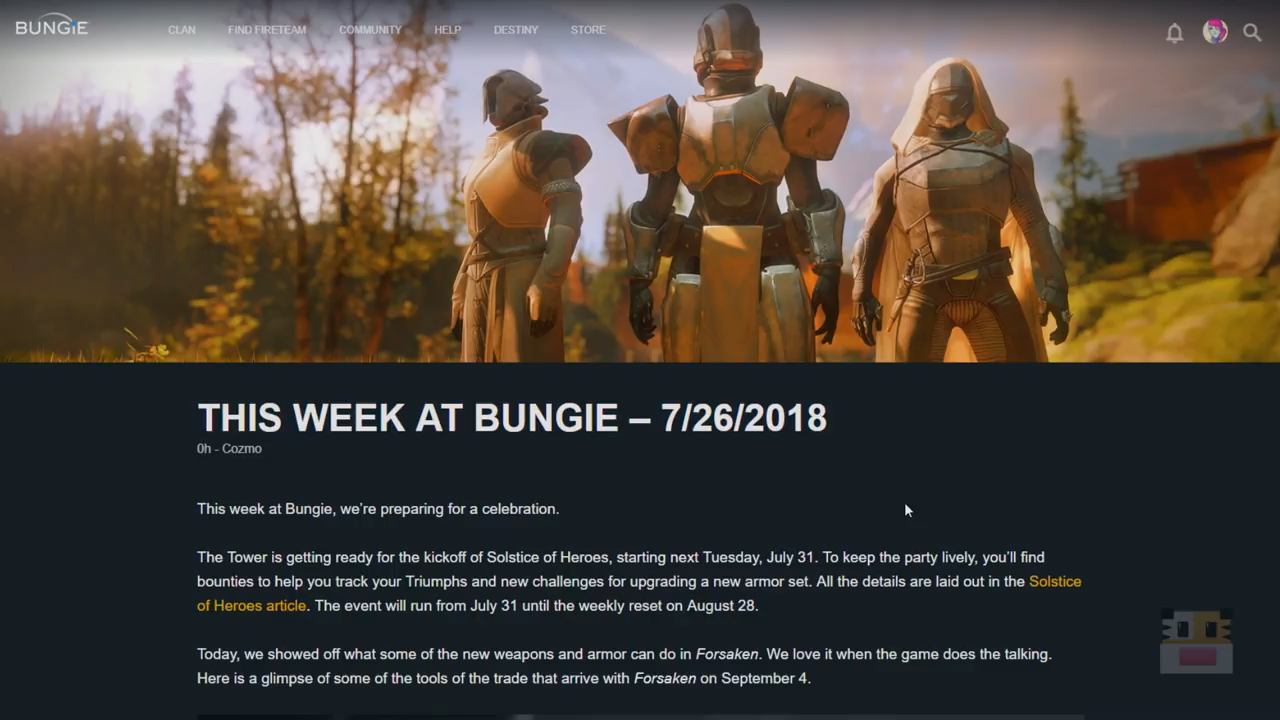 BUNGiE
CLAN
FIND FIRETEAM
COMMUNITY
HELP
DESTINY
STORE
THIS WEEK AT BUNGIE – 7/26/2018
0h - Cozmo
This week at Bungie, we’re preparing for a celebration.
The Tower is getting ready for the kickoff of Solstice of Heroes, starting next Tuesday, July 31. To keep the party lively, you’ll find
bounties to help you track your Triumphs and new challenges for upgrading a new armor set. All the details are laid out in the Solstice
of Heroes article. The event will run from July 31 until the weekly reset on August 28.
Today, we showed off what some of the new weapons and armor can do in Forsaken. We love it when the game does the talking.
Here is a glimpse of some of the tools of the trade that arrive with Forsaken on September 4.